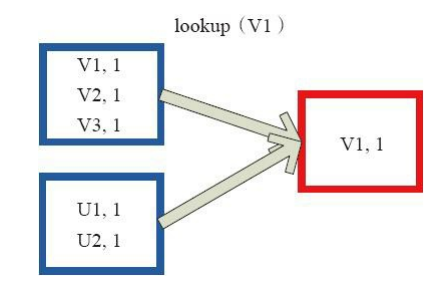 lookup（V1 ）
V1, 1
V2, 1
V3, 1
V1, 1
U1, 1
U2, 1